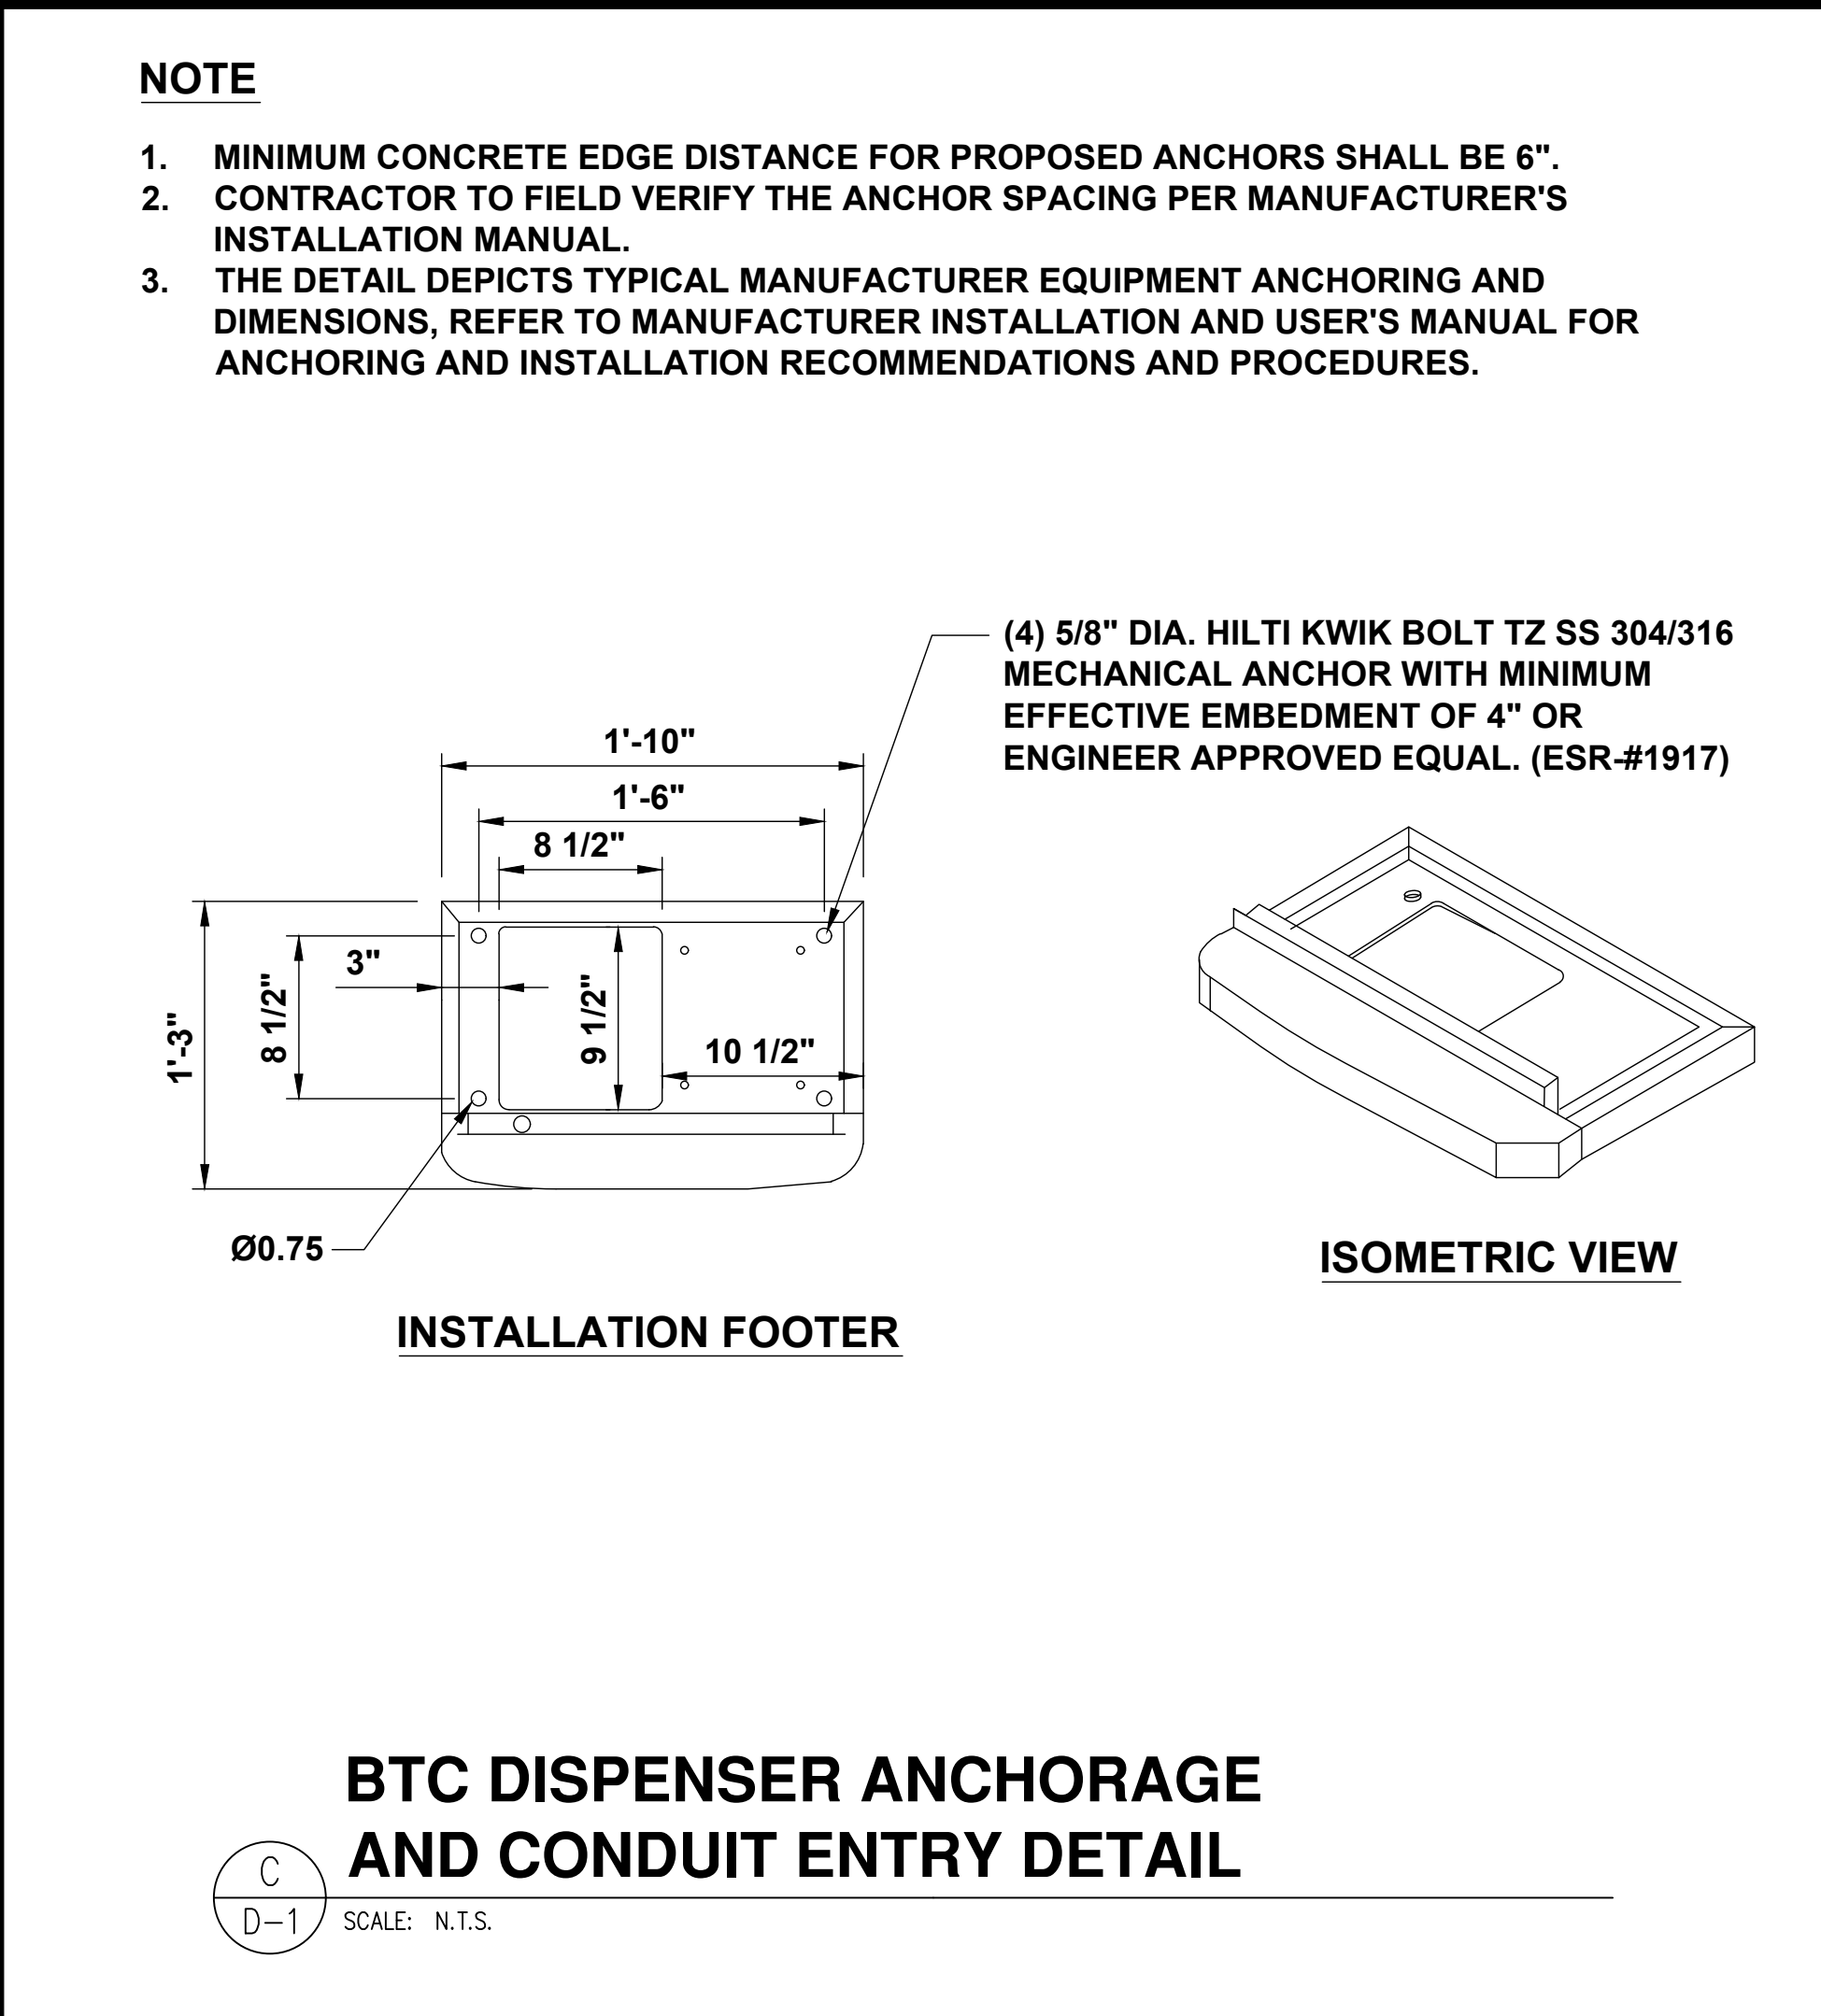 NOTE
1. MINIMUM CONCRETE EDGE DISTANCE FOR PROPOSED ANCHORS SHALL BE 6".
2. CONTRACTOR TO FIELD VERIFY THE ANCHOR SPACING PER MANUFACTURER'S
INSTALLATION MANUAL.
3. THE DETAIL DEPICTS TYPICAL MANUFACTURER EQUIPMENT ANCHORING AND
DIMENSIONS, REFER TO MANUFACTURER INSTALLATION AND USER'S MANUAL FOR
ANCHORING AND INSTALLATION RECOMMENDATIONS AND PROCEDURES.
(4) 5/8" DIA. HILTI KWIK BOLT TZ SS 304/316
MECHANICAL ANCHOR WITH MINIMUM
EFFECTIVE EMBEDMENT OF 4" OR
ENGINEER APPROVED EQUAL. (ESR-#1917)
1'-10"
1'-6"
8 1/2"
3"
8 1/2"
9 1/2"
1'-3"
10 1/2"
Ø0.75
ISOMETRIC VIEW
INSTALLATION FOOTER
BTC DISPENSER ANCHORAGE
AND CONDUIT ENTRY DETAIL
C
D-1
SCALE: N.T.S.